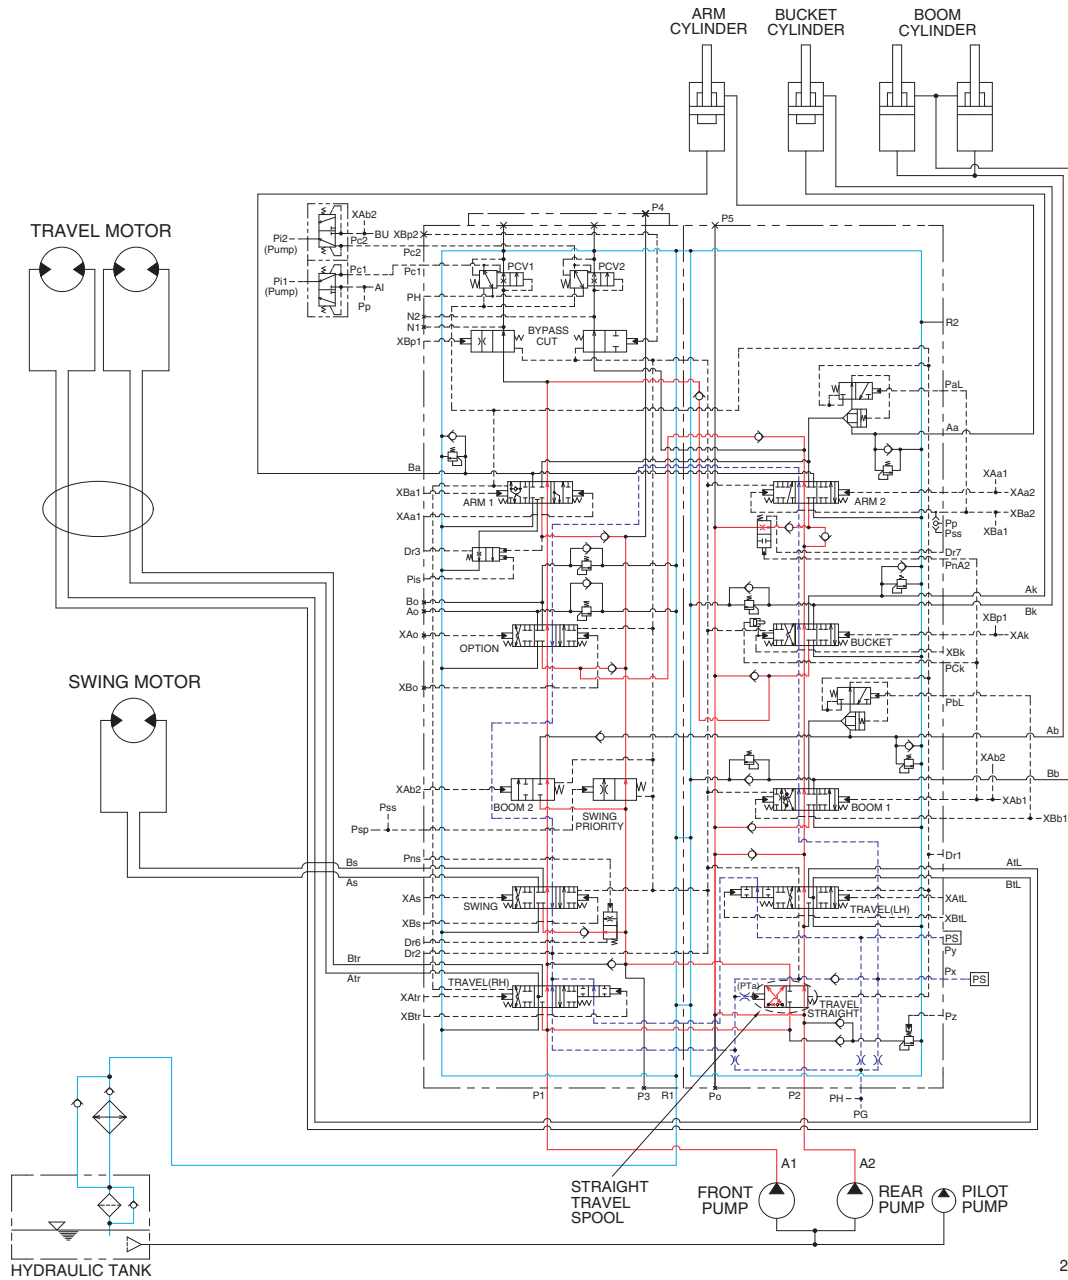 ARM
CYLINDER
BUCKET
CYLINDER
BOOM
CYLINDER
TRAVEL MOTOR
XAb2
Pi2
(Pump)
Pc2
BU XBp2
Pc2
Pc1
Pc1
Pi1
(Pump)
AI
Pp
P4
P5
PCV1
PCV2
PH
N2
N1
XBp1
BYPASS
CUT
R2
PaL
Aa
Ba
XBa1
XAa1
ARM 1
ARM 2
XAa1
XAa2
XBa2
XBa1
Pp
Pss
Dr3
Pis
Dr7
PnA2
Bo
Ao
Ak
Bk
XAo
OPTION
XBo
XBp1
XAk
BUCKET
XBk
PCk
PbL
SWING MOTOR
Ab
XAb2
Bb
XAb2
BOOM 2
SWING
PRIORITY
BOOM 1
XAb1
XBb1
Pss
Psp
Pns
Bs
As
Dr1
AtL
BtL
XAs
SWING
XBs
Dr6
Dr2
TRAVEL(LH)
XAtL
XBtL
PS
Py
Px
PS
Btr
Atr
XAtr
TRAVEL(RH)
XBtr
(PTa)
TRAVEL
STRAIGHT
Pz
P1
P3
R1
Po
P2
PH
PG
STRAIGHT
TRAVEL
SPOOL
A1
A2
FRONT
PUMP
REAR
PUMP
PILOT
PUMP
HYDRAULIC TANK
2